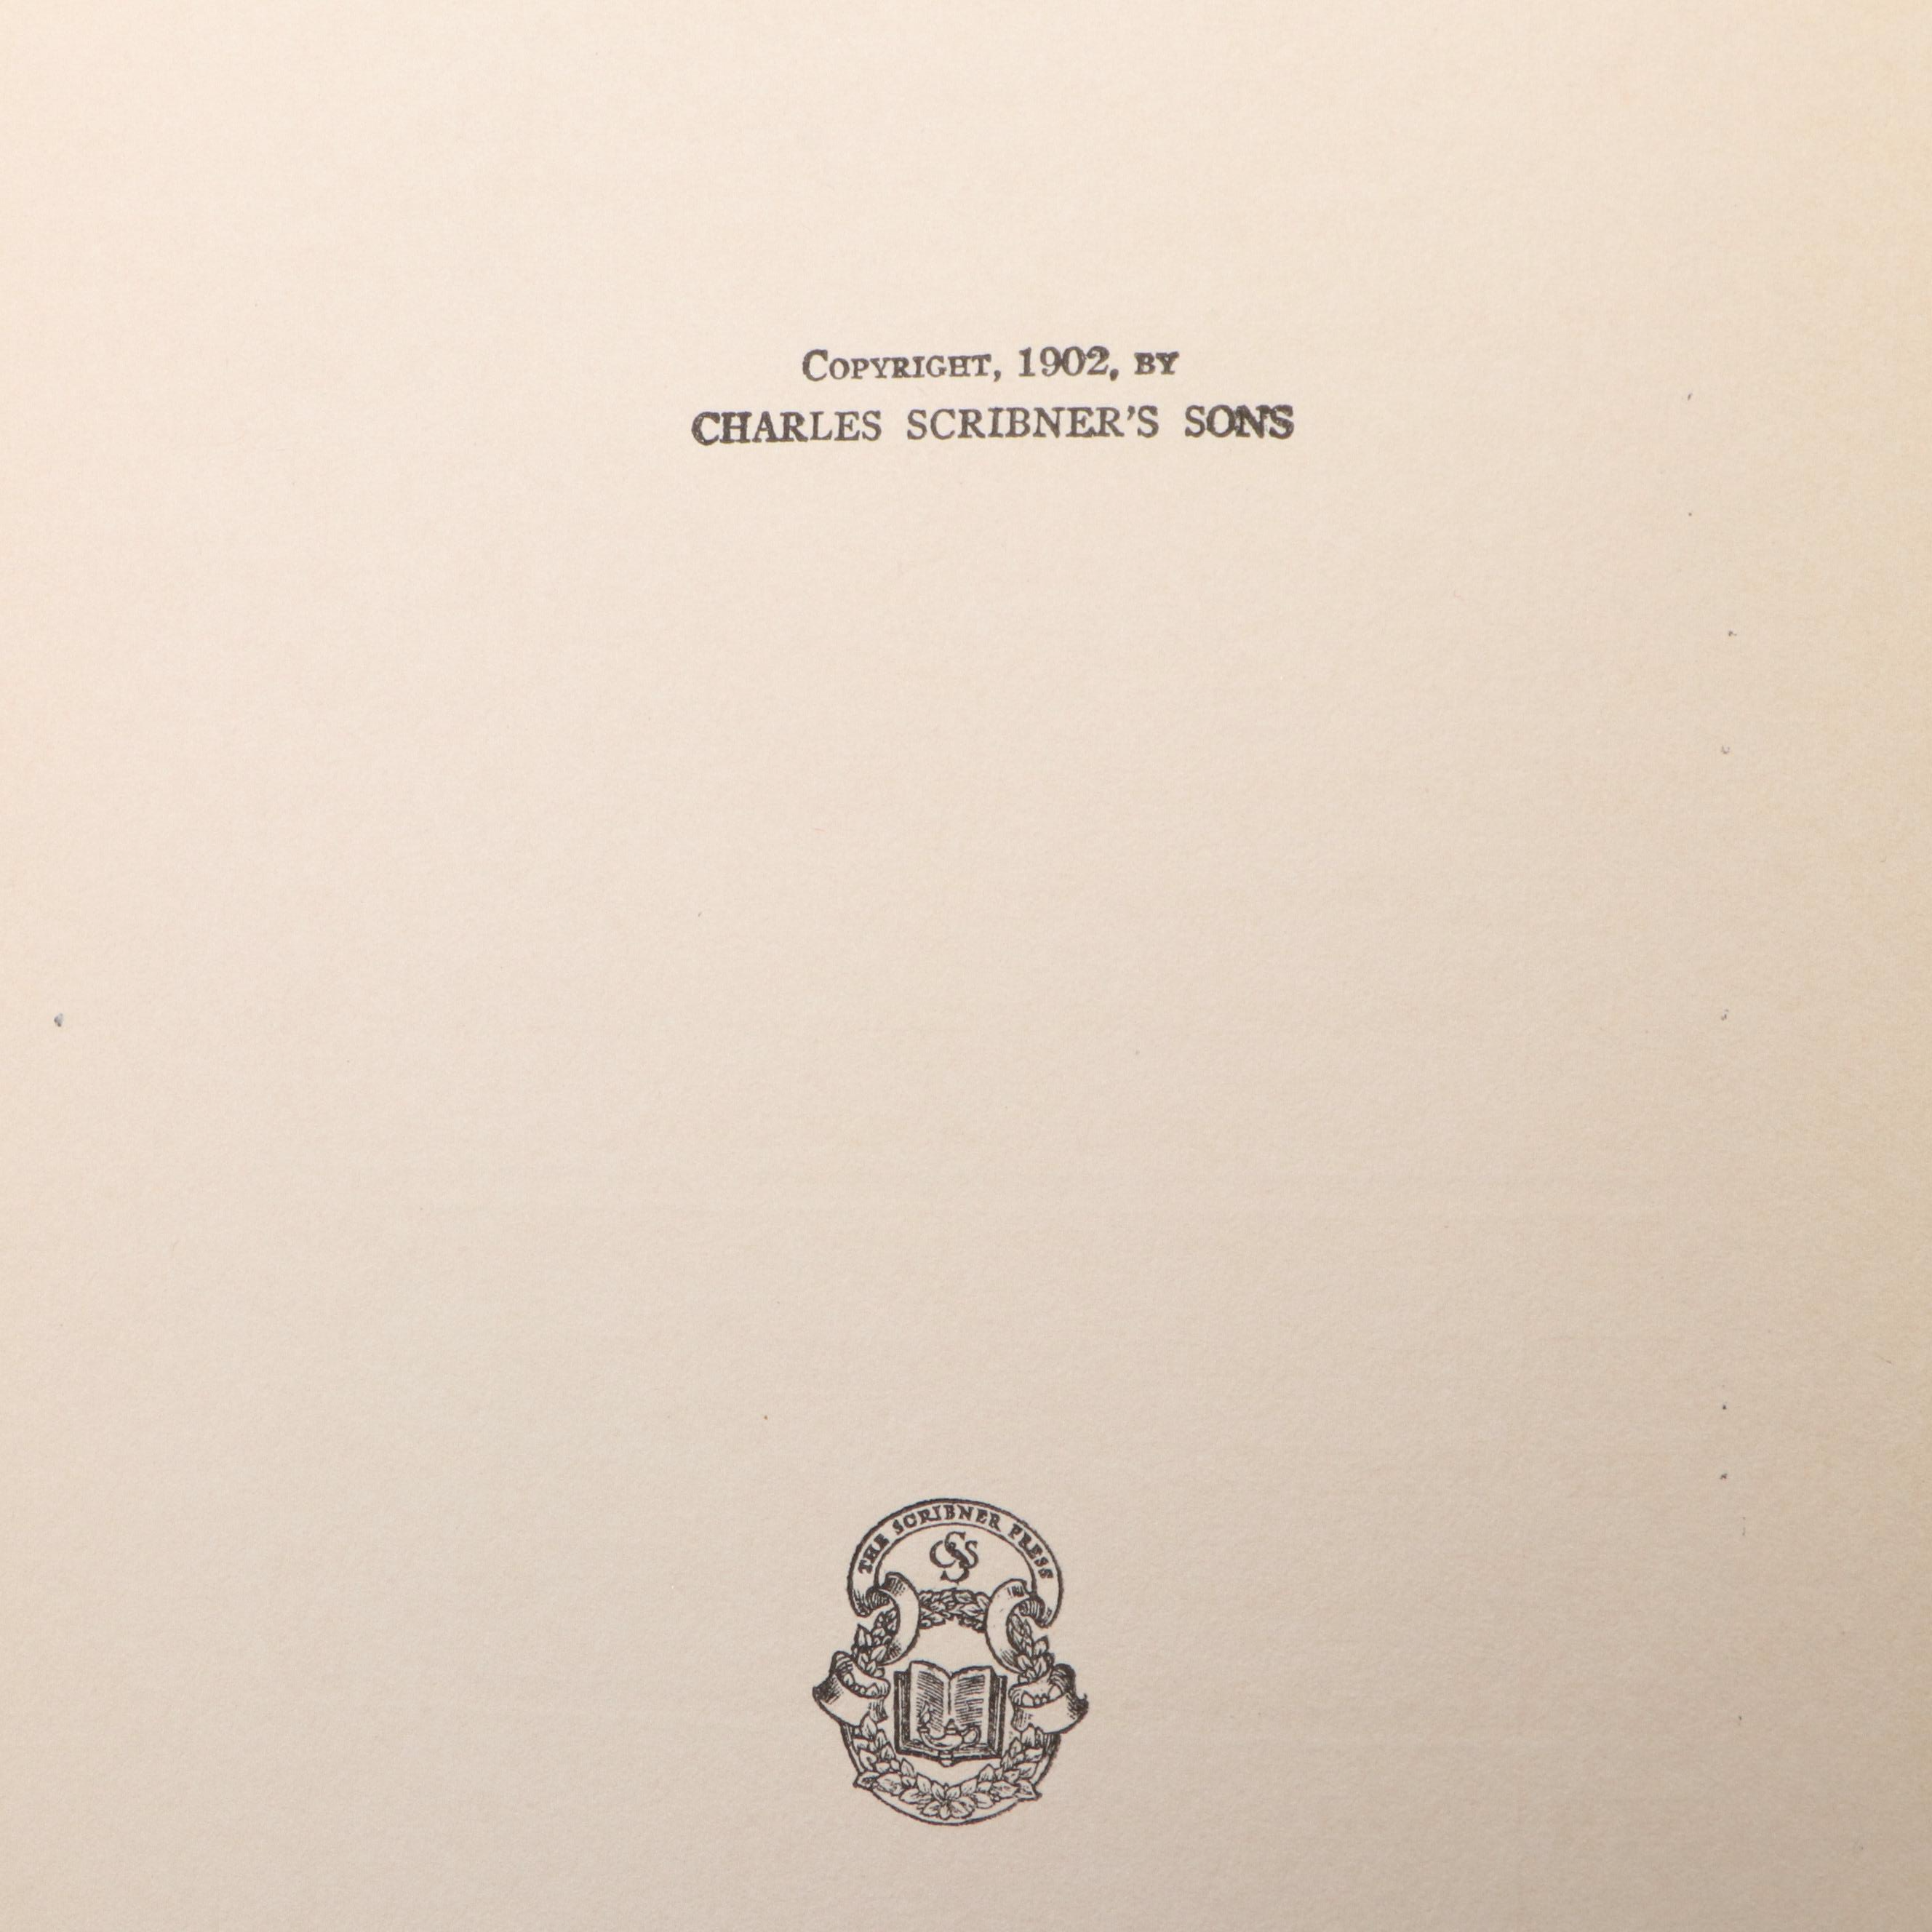 COPYRIGHT, 1902, BY
CHARLES SCRIBNER'S SONS
THE SCRIBNER PRESS
CSS